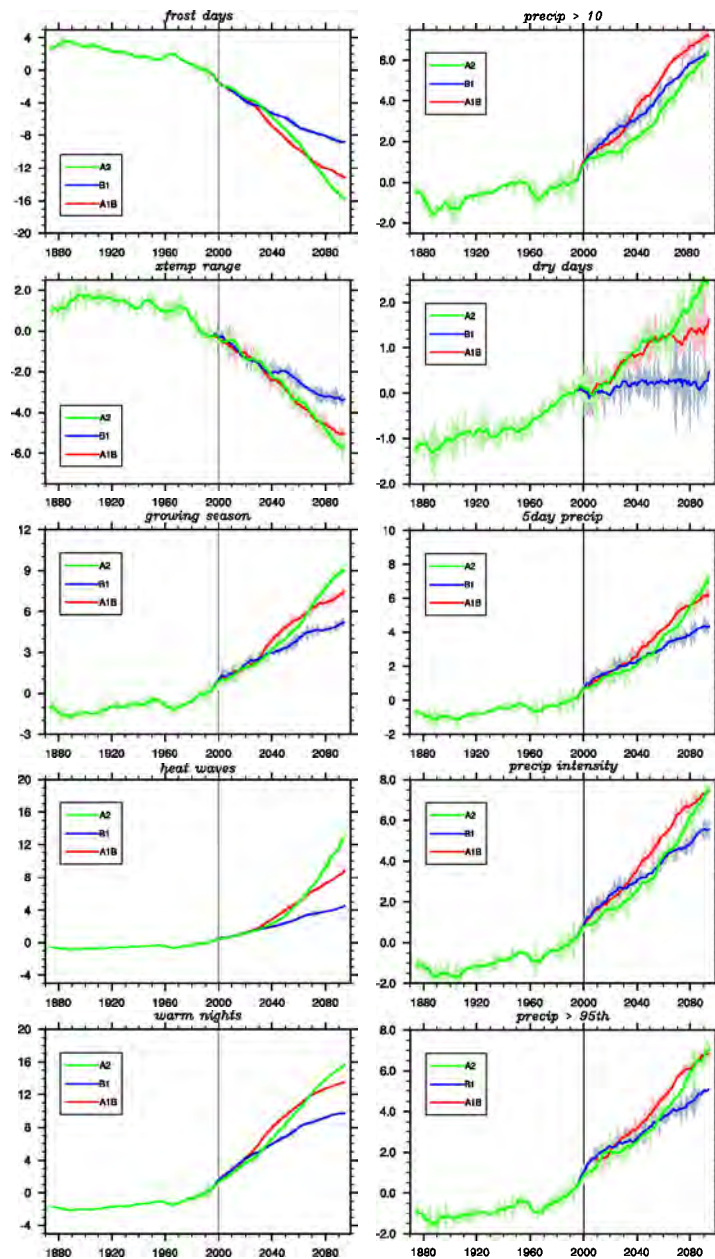 frost days
4
0
-4
-8
-12
-16
-20
A2
B1
A1B
1880 1920 1960 2000 2040 2080
precip > 10
6.0
4.0
2.0
0.0
-2.0
A2
B1
A1B
1880 1920 1960 2000 2040 2080
xtemp range
2.0
0.0
-2.0
-4.0
-6.0
A2
B1
A1B
1880 1920 1960 2000 2040 2080
dry days
2.0
1.0
0.0
-1.0
-2.0
A2
B1
A1B
1880 1920 1960 2000 2040 2080
growing season
12
9
6
3
0
-3
A2
B1
A1B
1880 1920 1960 2000 2040 2080
5day precip
10
8
6
4
2
0
-2
A2
B1
A1B
1880 1920 1960 2000 2040 2080
heat waves
20
16
12
8
4
0
-4
A2
B1
A1B
1880 1920 1960 2000 2040 2080
precip intensity
8.0
6.0
4.0
2.0
0.0
-2.0
A2
B1
A1B
1880 1920 1960 2000 2040 2080
warm nights
20
16
12
8
4
0
-4
A2
B1
A1B
1880 1920 1960 2000 2040 2080
precip > 95th
8.0
6.0
4.0
2.0
0.0
-2.0
A2
B1
A1B
1880 1920 1960 2000 2040 2080